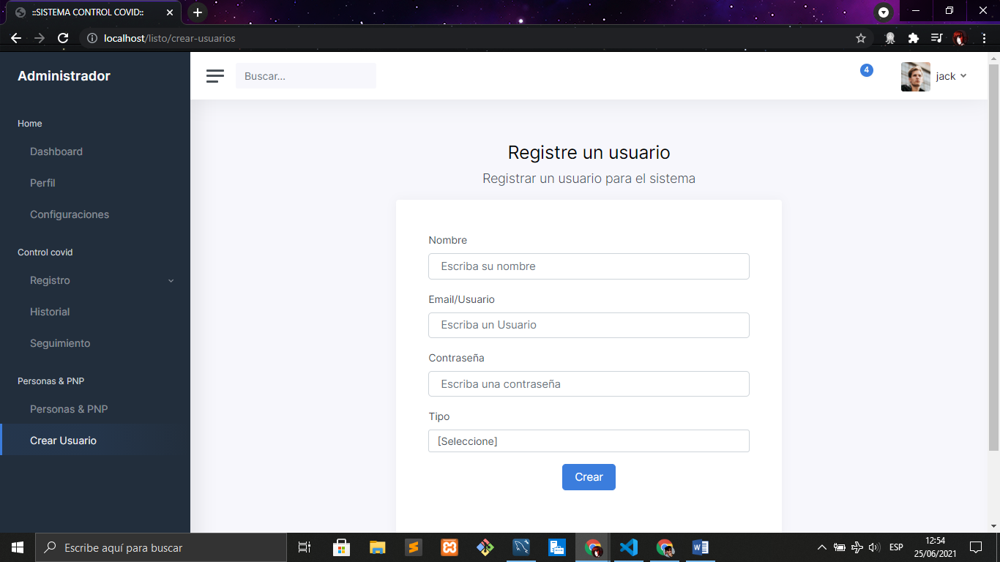 ::SISTEMA CONTROL COVID::
localhost/listo/crear-usuarios
Administrador
Buscar...
4
jack
Home
Dashboard
Perfil
Configuraciones
Control covid
Registro
Historial
Seguimiento
Personas & PNP
Personas & PNP
Crear Usuario
Registre un usuario
Registrar un usuario para el sistema
Nombre
Escriba su nombre
Email/Usuario
Escriba un Usuario
Contraseña
Escriba una contraseña
Tipo
[Seleccione]
Crear
Escribe aquí para buscar
ESP
12:54
25/06/2021